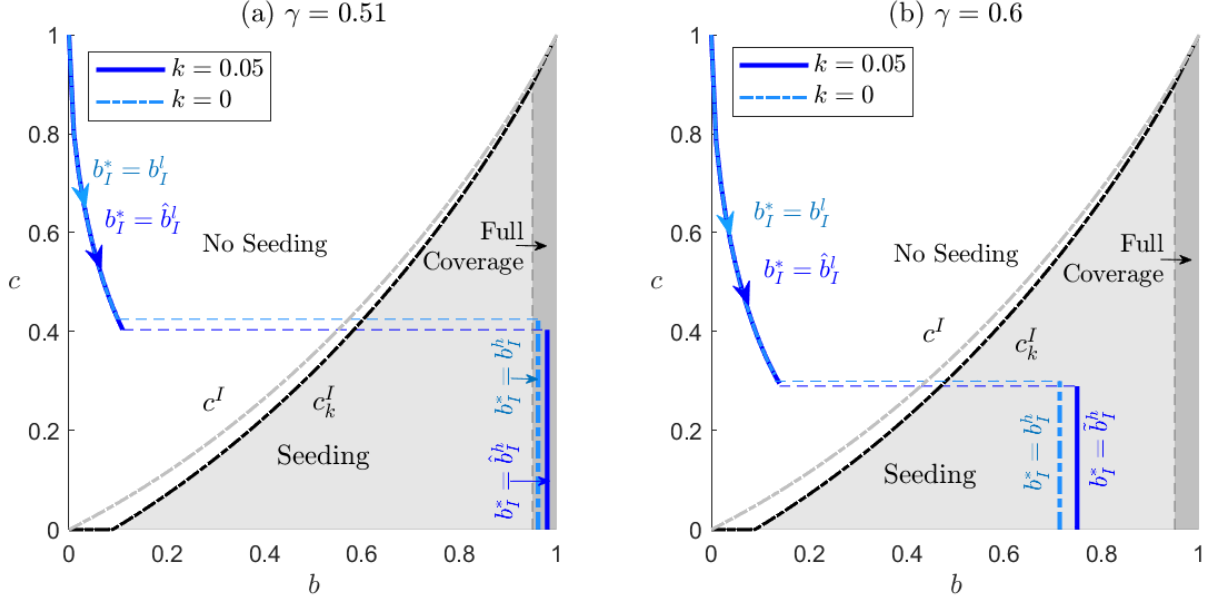 (a) γ = 0.51
1
0.8
0.6
0.4
0.2
0
c
k = 0.05
k = 0
b*_I = b^l_I
b*_I = b̂^l_I
No Seeding
Full
Coverage
c^I
c^I_k
Seeding
b*_I = b^h_I
b*_I = b̂^h_I
0 0.2 0.4 0.6 0.8 1
b
(b) γ = 0.6
1
0.8
0.6
0.4
0.2
0
c
k = 0.05
k = 0
b*_I = b^l_I
b*_I = b̂^l_I
No Seeding
Full
Coverage
c^I
c^I_k
Seeding
b*_I = b^h_I
b*_I = b̃^h_I
0 0.2 0.4 0.6 0.8 1
b